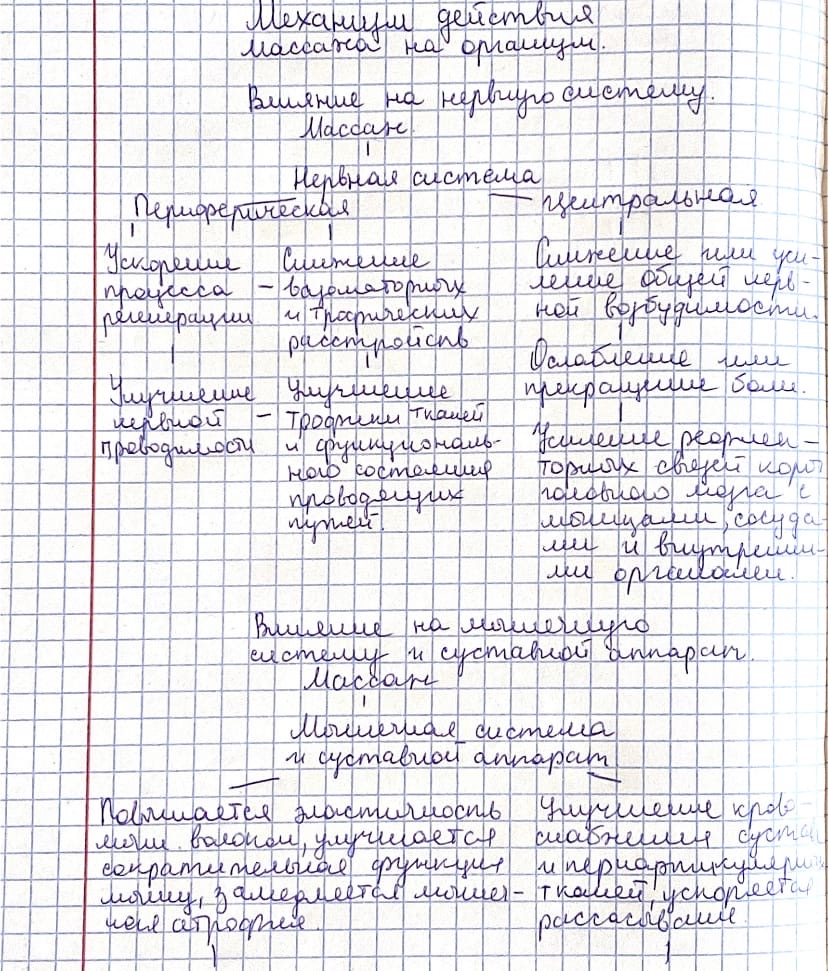 Механизм действия
массажа на организм.
Влияние на нервную систему.
Массаж
Нервная система
Периферическая
Центральная
Ускорение
процесса –
регенерации
Снижение
вазомоторных
и трофических
расстройств
Улучшение
нервной –
проводимости
Улучшение
трофики тканей
и функциональ-
ного состояния
проводящих
путей.
Снижение или уси-
ление общей нерв-
ной возбудимости.
Ослабление или
прекращение боли.
Усиление рефлек-
торных связей коры
головного мозга с
мышцами, сосуда-
ми и внутренни-
ми органами.
Влияние на мышечную
систему и суставной аппарат.
Массаж
Мышечная система
и суставной аппарат
Повышается эластичность
мыш. волокон, улучшается
сократительная функция
мышц, замедляется мышеч-
ная атрофия.
Улучшение крово-
снабжения
и периартикулярных
тканей, ускоряется
рассасывание